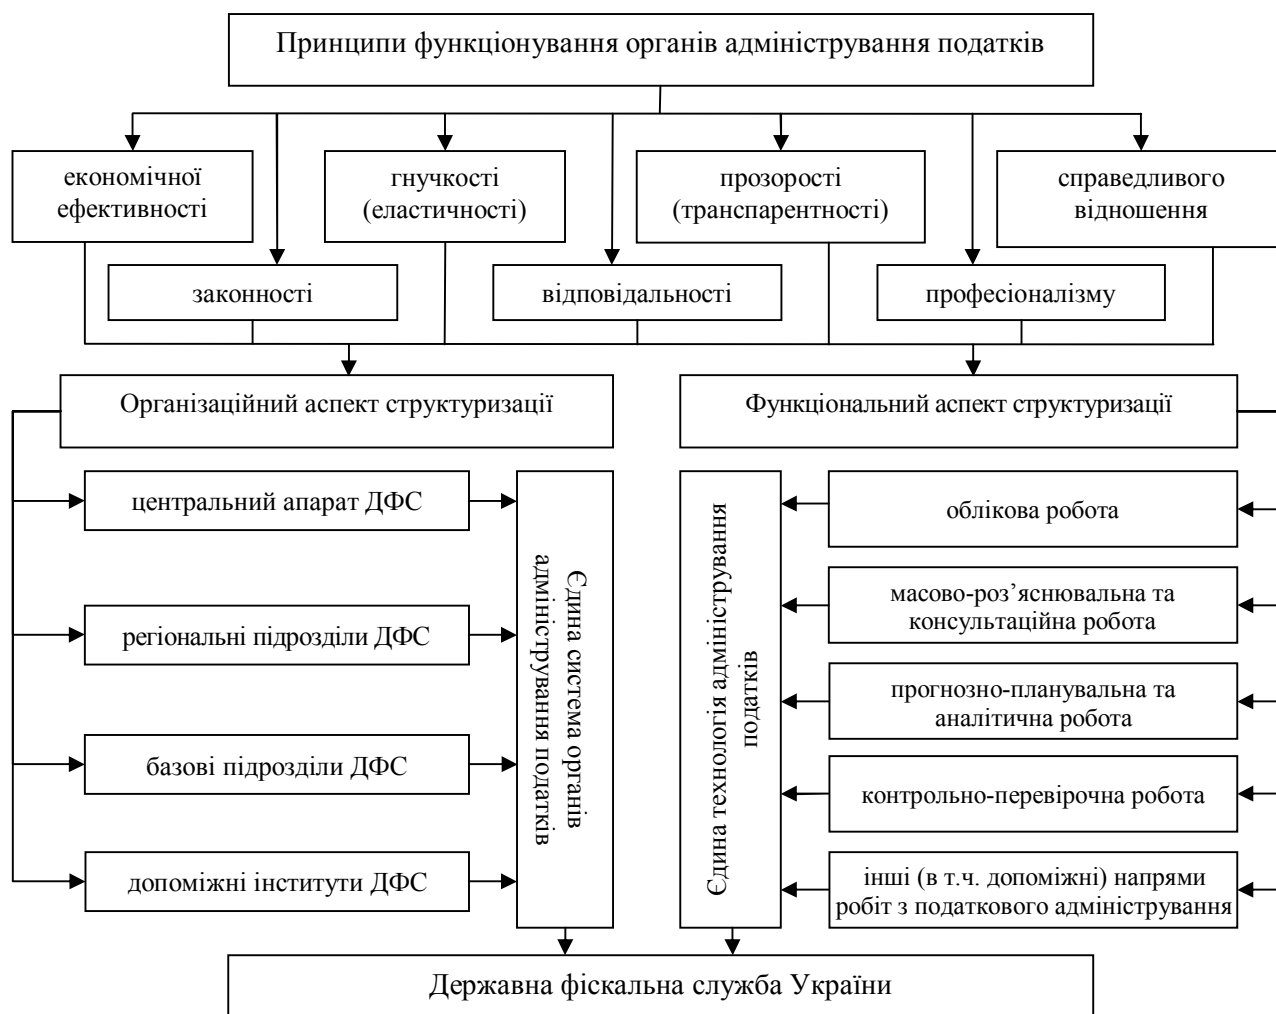 Принципи функціонування органів адміністрування податків
економічної
ефективності
гнучкості
(еластичності)
прозорості
(транспарентності)
справедливого
відношення
законності
відповідальності
професіоналізму
Організаційний аспект структуризації
Функціональний аспект структуризації
центральний апарат ДФС
регіональні підрозділи ДФС
базові підрозділи ДФС
допоміжні інститути ДФС
Єдина система органів
адміністрування податків
Єдина технологія адміністрування
податків
облікова робота
масово-роз’яснювальна та
консультаційна робота
прогнозно-планувальна та
аналітична робота
контрольно-перевірочна робота
інші (в т.ч. допоміжні) напрями
робіт з податкового адміністрування
Державна фіскальна служба України